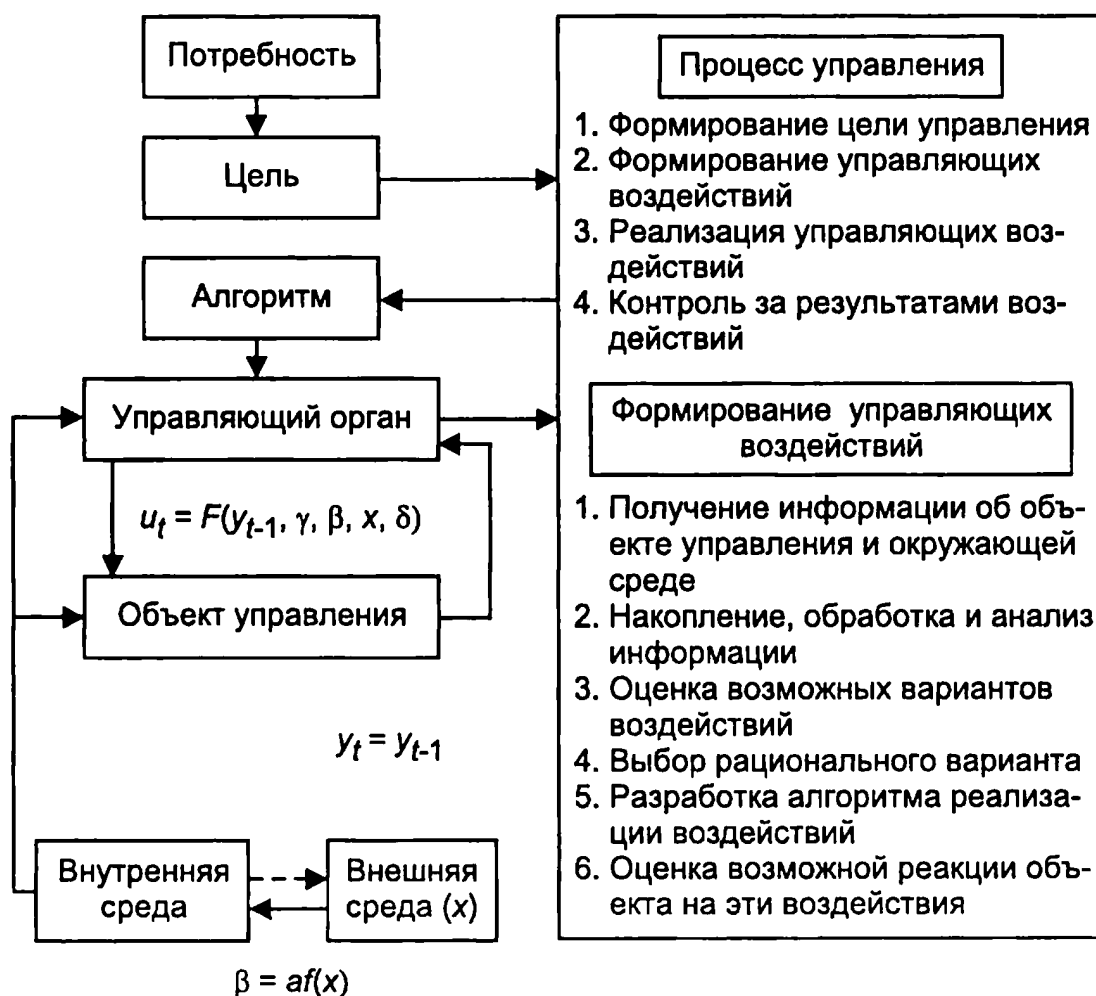 Потребность
Цель
Алгоритм
Управляющий орган
u_t = F(y_{t-1}, γ, β, x, δ)
Объект управления
y_t = y_{t-1}
Внутренняя
среда
Внешняя
среда (x)
β = af(x)
Процесс управления
1. Формирование цели управления
2. Формирование управляющих
воздействий
3. Реализация управляющих воз-
действий
4. Контроль за результатами воз-
действий
Формирование управляющих
воздействий
1. Получение информации об объ-
екте управления и окружающей
среде
2. Накопление, обработка и анализ
информации
3. Оценка возможных вариантов
воздействий
4. Выбор рационального варианта
5. Разработка алгоритма реализа-
ции воздействий
6. Оценка возможной реакции объ-
екта на эти воздействия